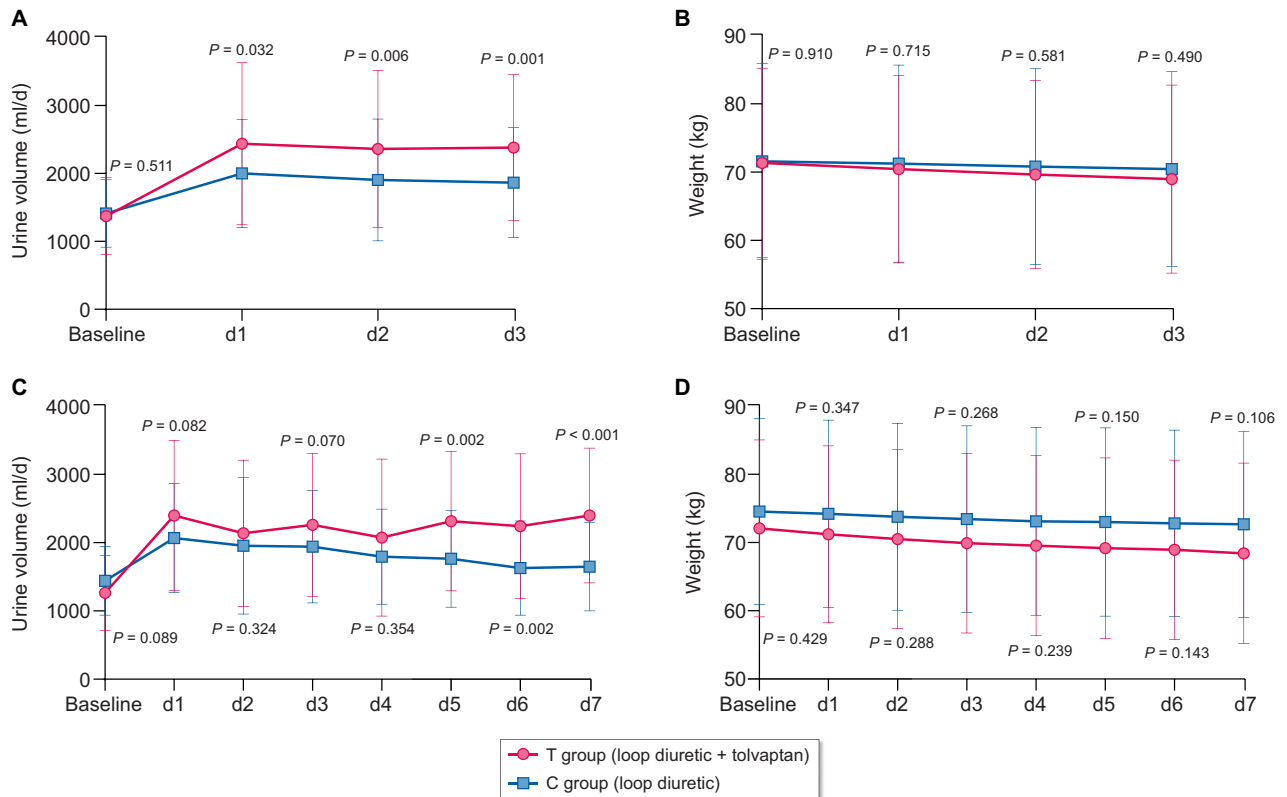 A
Urine volume (ml/d)
4000
3000
2000
1000
0
P = 0.511
P = 0.032
P = 0.006
P = 0.001
Baseline d1 d2 d3
B
Weight (kg)
90
80
70
60
50
P = 0.910
P = 0.715
P = 0.581
P = 0.490
Baseline d1 d2 d3
C
Urine volume (ml/d)
4000
3000
2000
1000
0
P = 0.089
P = 0.082
P = 0.324
P = 0.070
P = 0.354
P = 0.002
P = 0.002
P < 0.001
Baseline d1 d2 d3 d4 d5 d6 d7
D
Weight (kg)
90
80
70
60
50
P = 0.429
P = 0.347
P = 0.288
P = 0.268
P = 0.239
P = 0.150
P = 0.143
P = 0.106
Baseline d1 d2 d3 d4 d5 d6 d7
T group (loop diuretic + tolvaptan)
C group (loop diuretic)